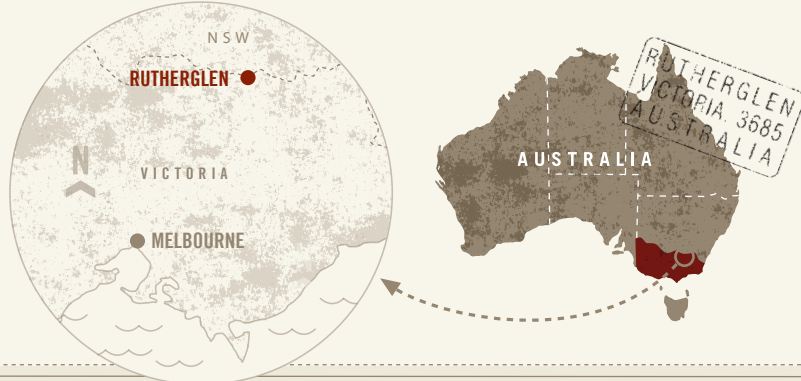 NSW
RUTHERGLEN
N
VICTORIA
MELBOURNE
AUSTRALIA
RUTHERGLEN
VICTORIA, 3685
AUSTRALIA